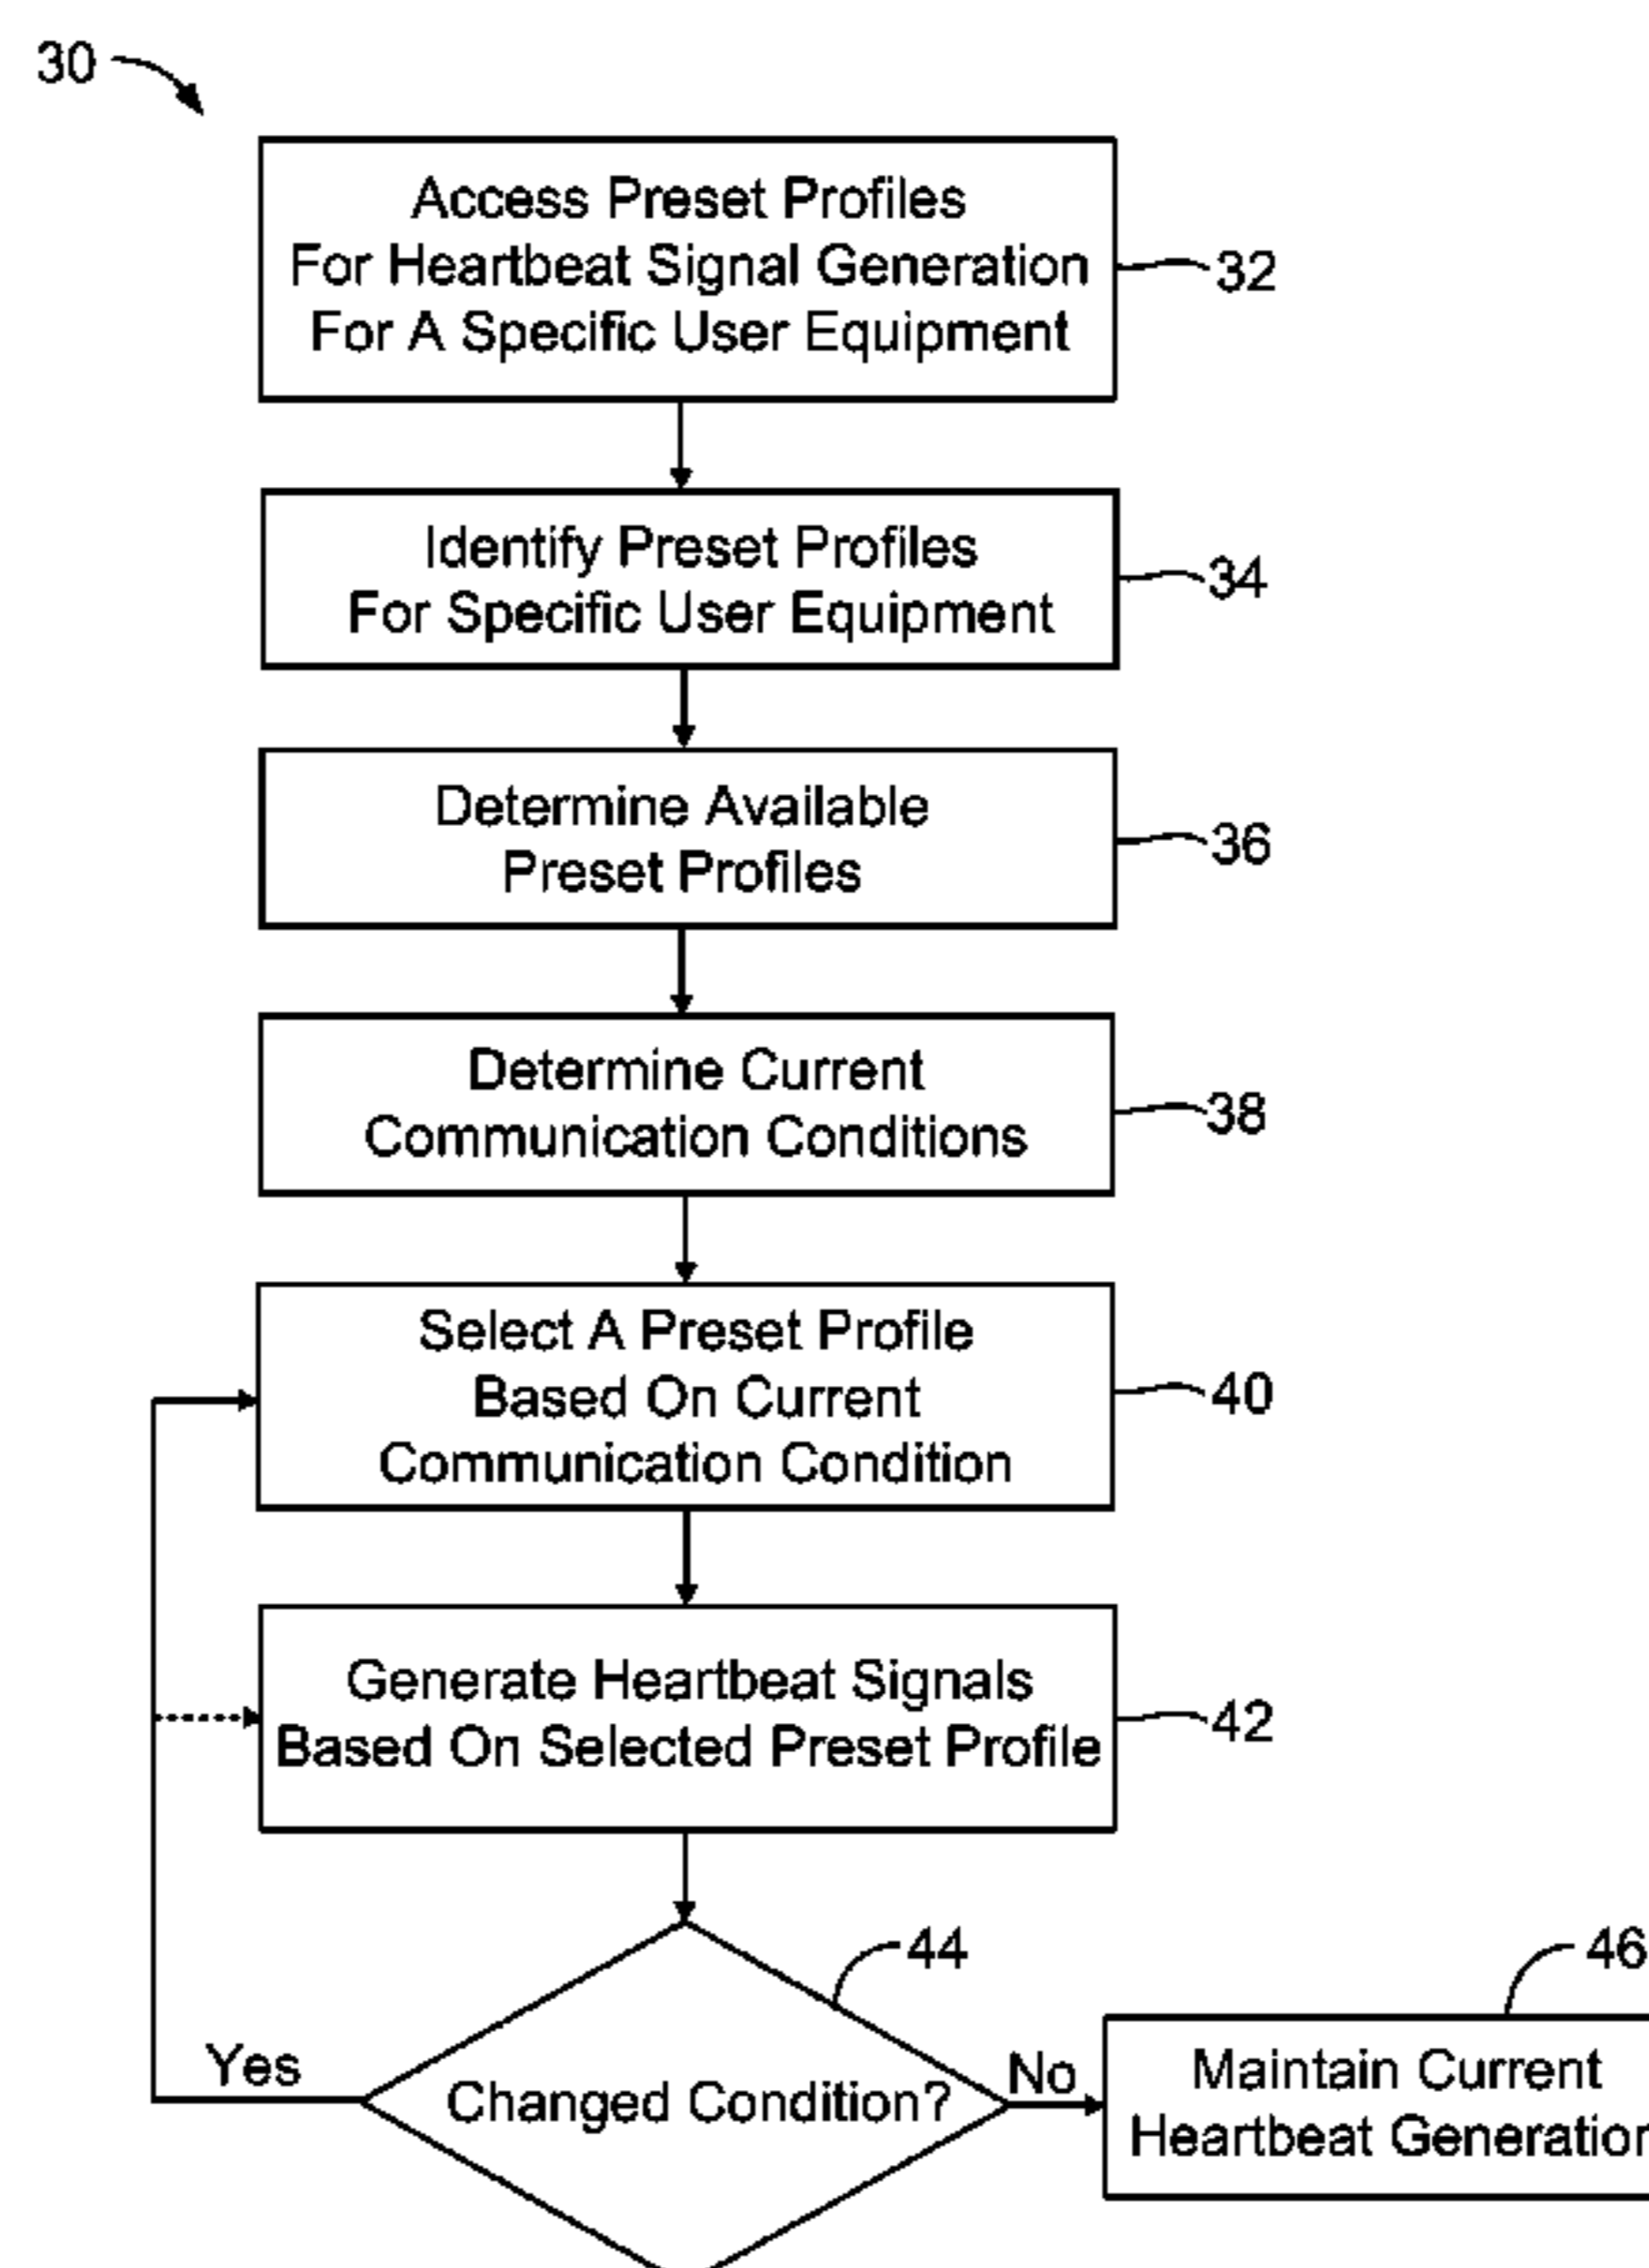 30
Access Preset Profiles
For Heartbeat Signal Generation
For A Specific User Equipment
32
Identify Preset Profiles
For Specific User Equipment
34
Determine Available
Preset Profiles
36
Determine Current
Communication Conditions
38
Select A Preset Profile
Based On Current
Communication Condition
40
Generate Heartbeat Signals
Based On Selected Preset Profile
42
44
46
Yes
Changed Condition?
No
Maintain Current
Heartbeat Generation